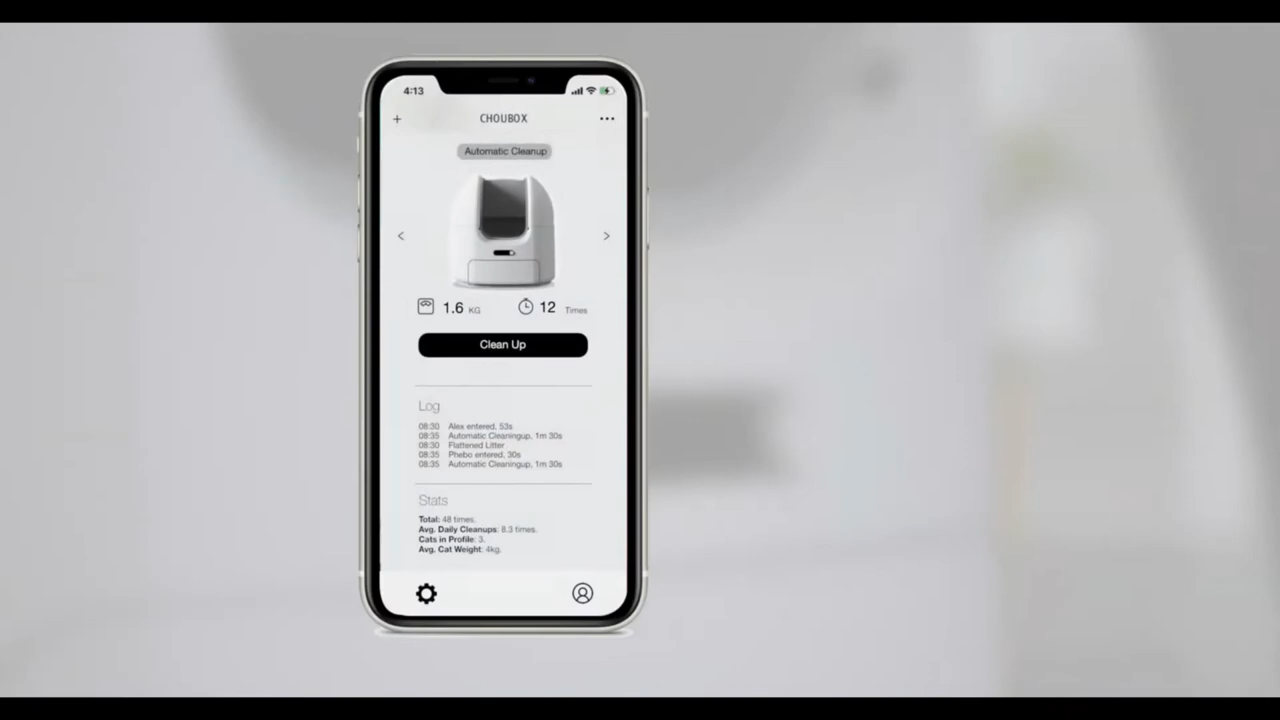 4:13
+ CHOUBOX •••
Automatic Cleanup
< >
1.6 KG 12 Times
Clean Up
Log
08:30 Alex entered, 53s
08:35 Automatic Cleaningup, 1m 30s
08:30 Flattened Litter
08:35 Phebo entered, 30s
08:35 Automatic Cleaningup, 1m 30s
Stats
Total: 48 times.
Avg. Daily Cleanups: 8.3 times.
Cats in Profile: 3.
Avg. Cat Weight: 4kg.